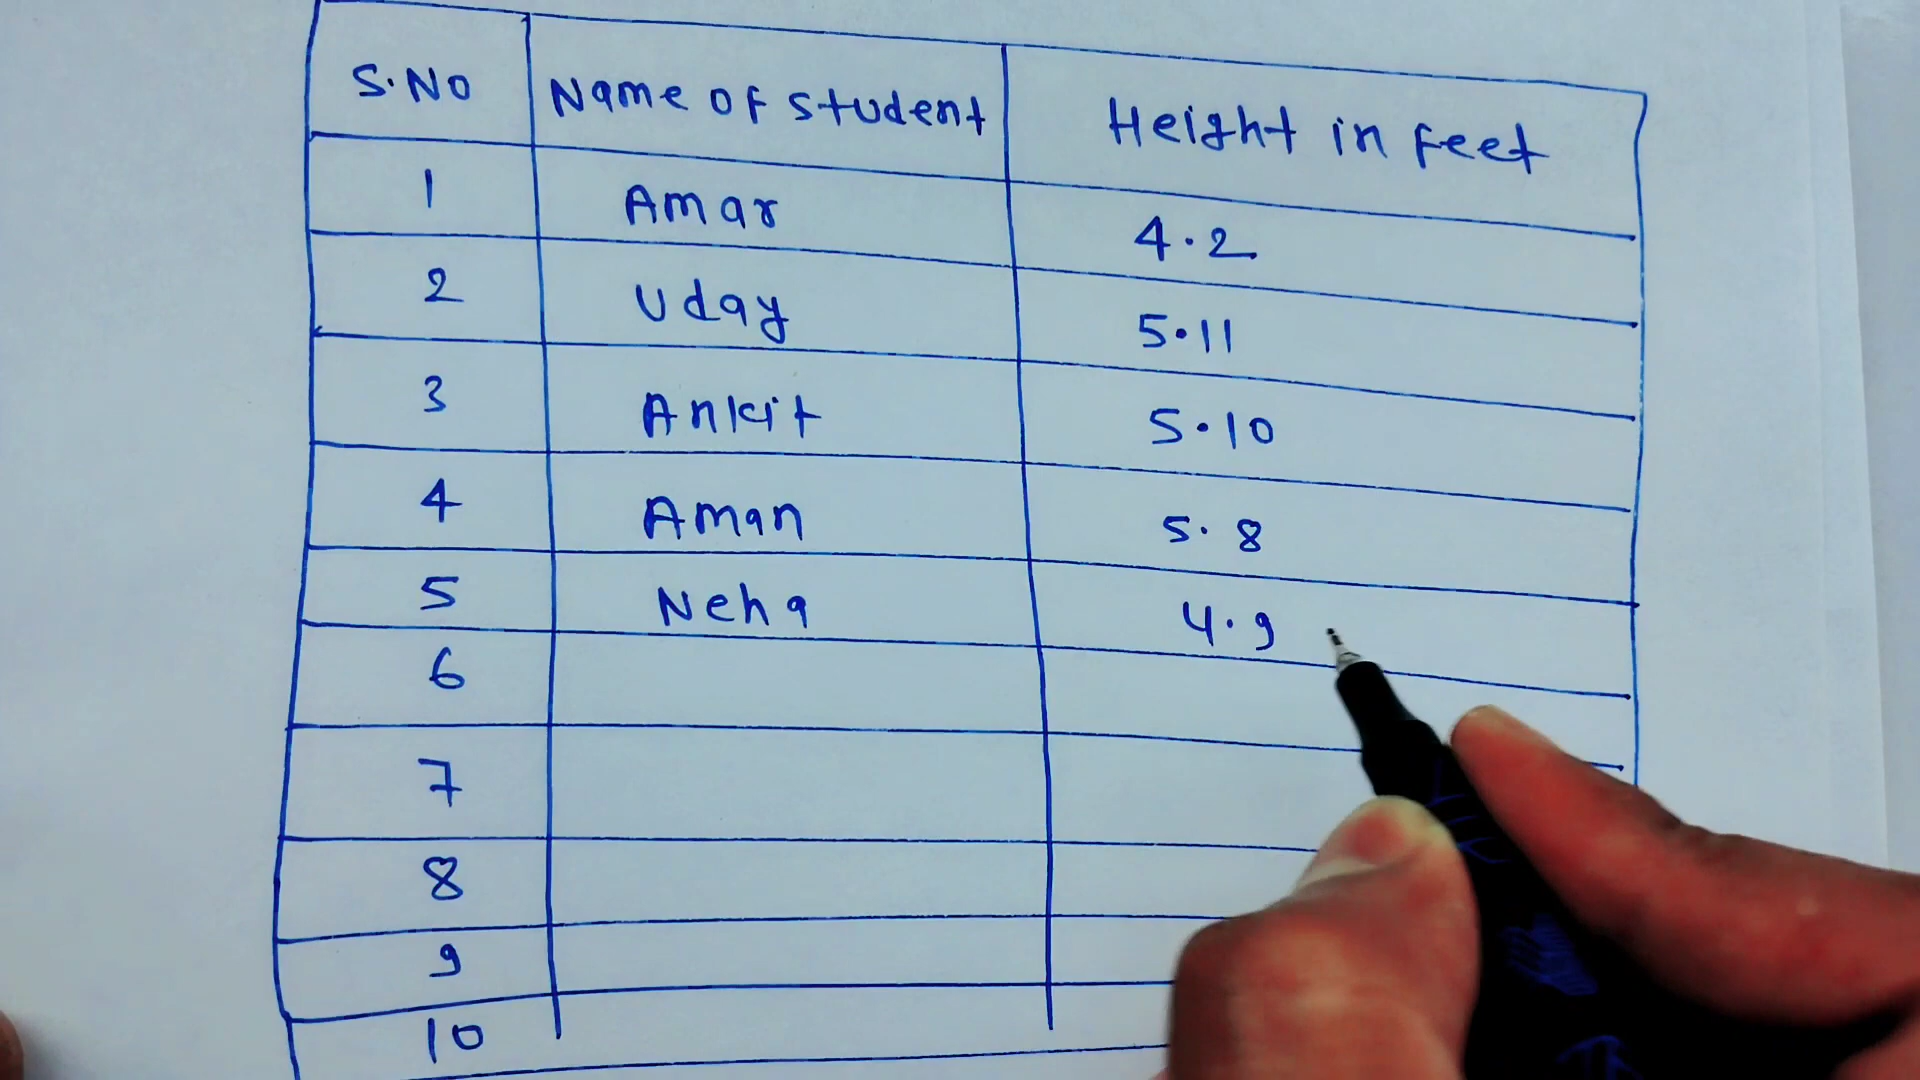 S.No Name of student Height in feet
1 Amar 4.2
2 Uday 5.11
3 Ankit 5.10
4 Aman 5.8
5 Neha 4.9
6
7
8
9
10